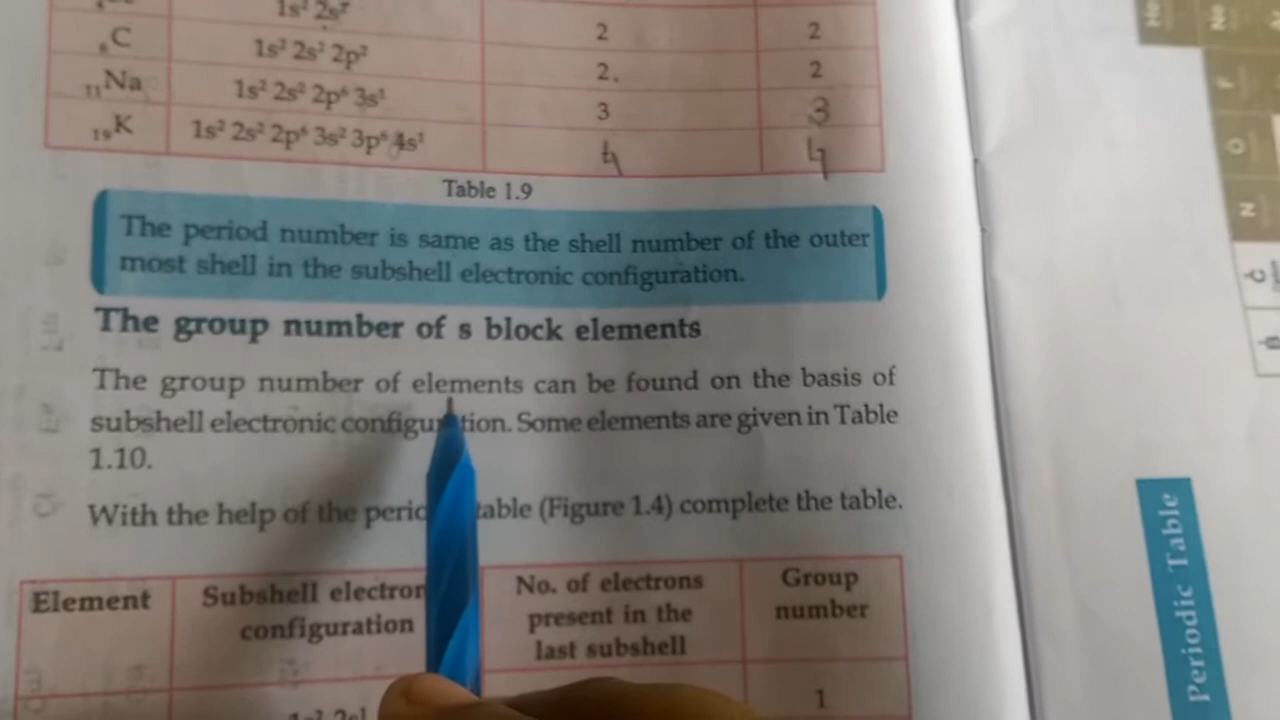 1s² 2s²
2 2
₆C 1s² 2s² 2p² 2. 2
₁₁Na 1s² 2s² 2p⁶ 3s¹ 3 3
₁₉K 1s² 2s² 2p⁶ 3s² 3p⁶ 4s¹ 4 4
Table 1.9
The period number is same as the shell number of the outer
most shell in the subshell electronic configuration.
The group number of s block elements
The group number of elements can be found on the basis of
subshell electronic configuration. Some elements are given in Table
1.10.
With the help of the table (Figure 1.4) complete the table.
Element
Subshell electron
configuration
No. of electrons
present in the
last subshell
Group
number
1
Periodic Table
He
Ne
F
O
N
C